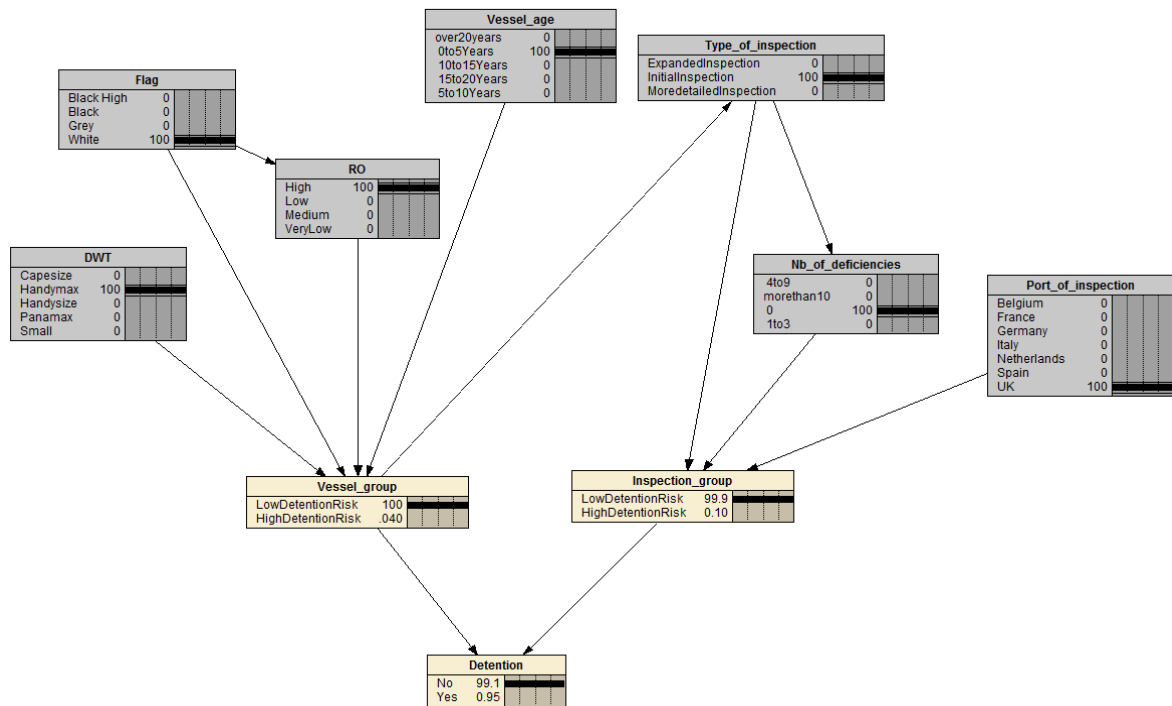 Vessel_age
over20years 0
0to5Years 100
10to15Years 0
15to20Years 0
5to10Years 0
Type_of_inspection
ExpandedInspection 0
InitialInspection 100
MoredetailedInspection 0
Flag
Black High 0
Black 0
Grey 0
White 100
RO
High 100
Low 0
Medium 0
VeryLow 0
DWT
Capesize 0
Handymax 100
Handysize 0
Panamax 0
Small 0
Nb_of_deficiencies
4to9 0
morethan10 0
0 100
1to3 0
Port_of_inspection
Belgium 0
France 0
Germany 0
Italy 0
Netherlands 0
Spain 0
UK 100
Vessel_group
LowDetentionRisk 100
HighDetentionRisk .040
Inspection_group
LowDetentionRisk 99.9
HighDetentionRisk 0.10
Detention
No 99.1
Yes 0.95